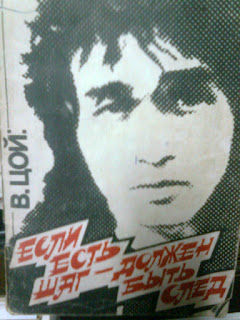 В. ЦОЙ.
ЕСЛИ
ЕСТЬ
ШАГ — ДОЛЖЕН
БЫТЬ
СЛЕД